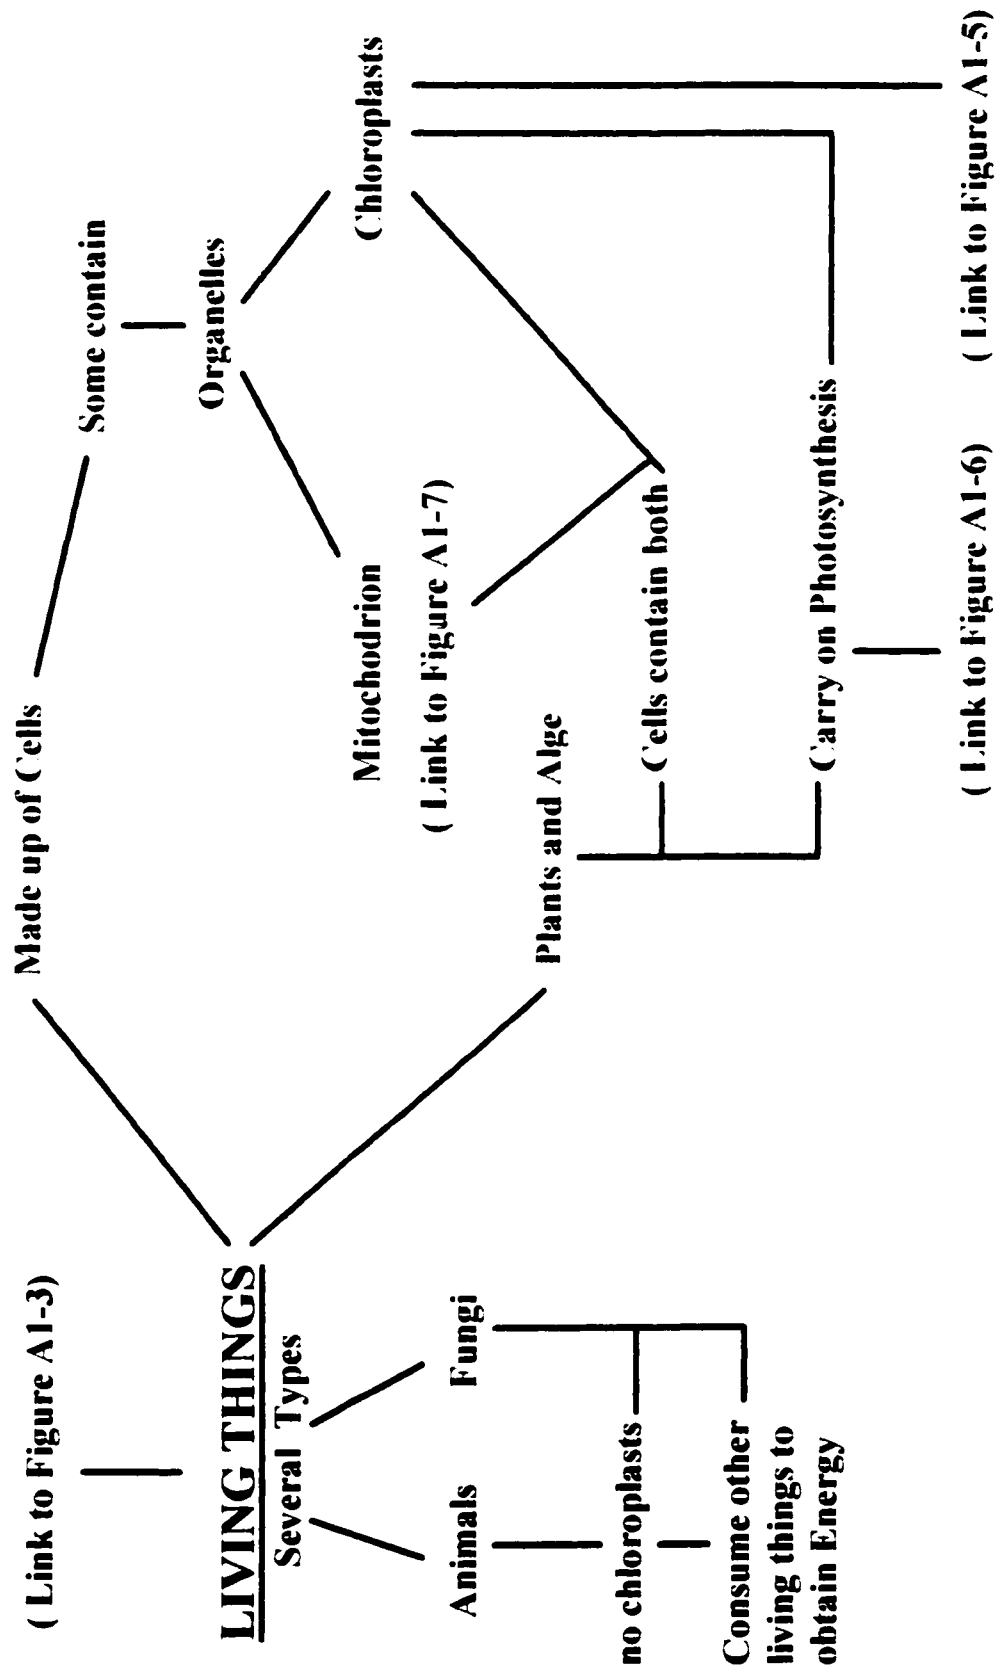 ( Link to Figure A1-3)
LIVING THINGS
Several Types
Animals
Fungi
no chloroplasts
Consume other
living things to
obtain Energy
Made up of Cells
Some contain
Organelles
Mitochodrion
( Link to Figure A1-7)
Chloroplasts
Plants and Alge
Cells contain both
Carry on Photosynthesis
( Link to Figure A1-6)
( Link to Figure A1-5)